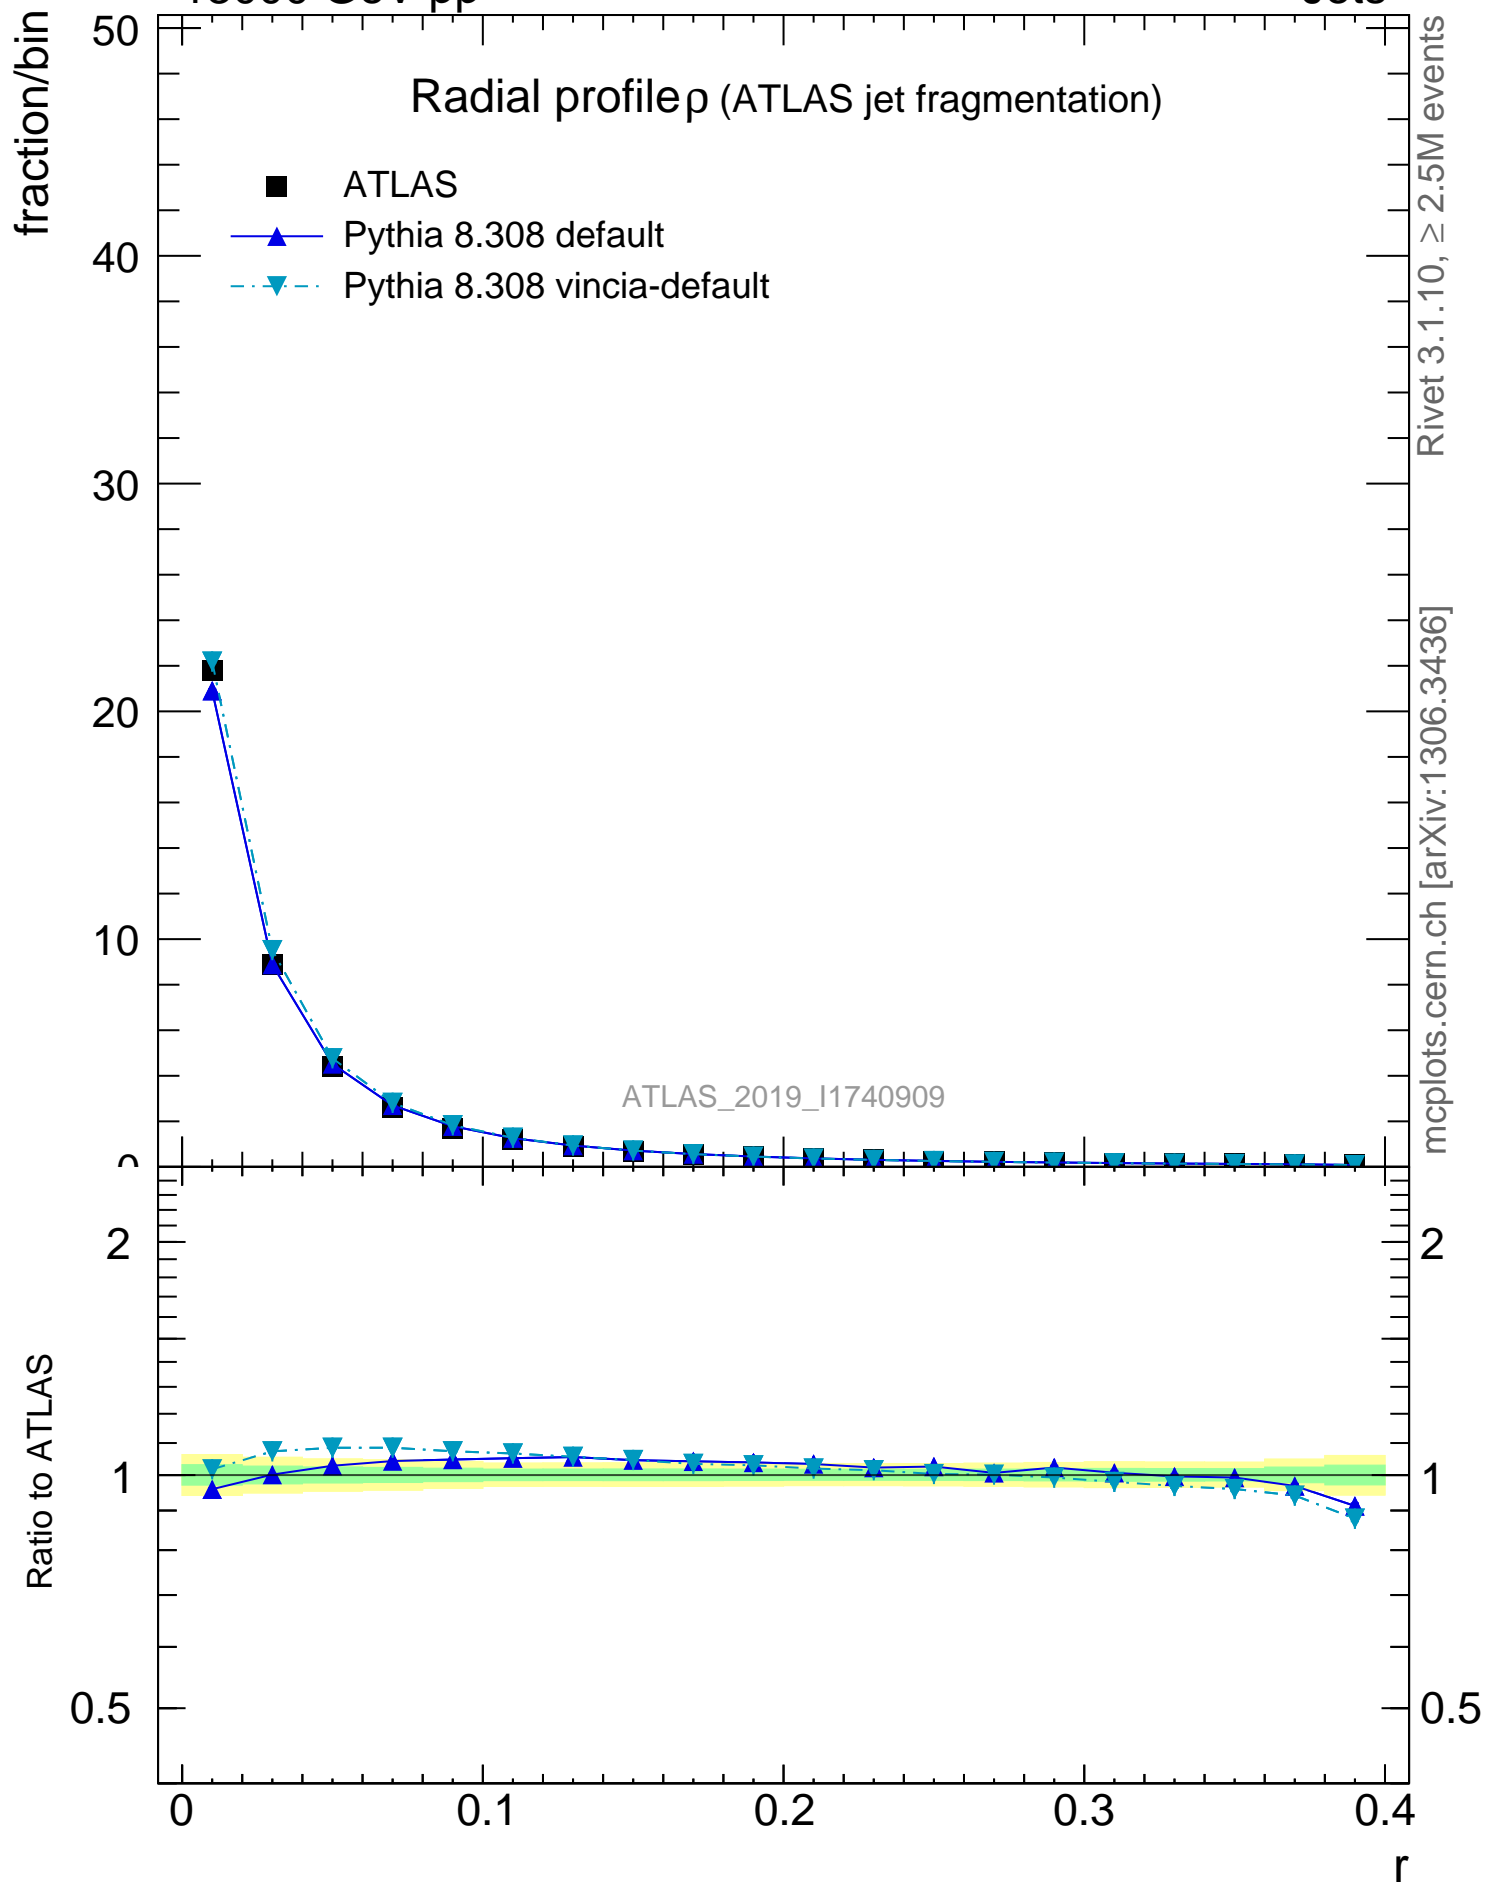 fraction/bin
50
40
30
20
10
Radial profile ρ (ATLAS jet fragmentation)
ATLAS
Pythia 8.308 default
Pythia 8.308 vincia-default
ATLAS_2019_I1740909
Rivet 3.1.10, ≥ 2.5M events
mcplots.cern.ch [arXiv:1306.3436]
Ratio to ATLAS
2
1
0.5
2
1
0.5
0 0.1 0.2 0.3 0.4
r